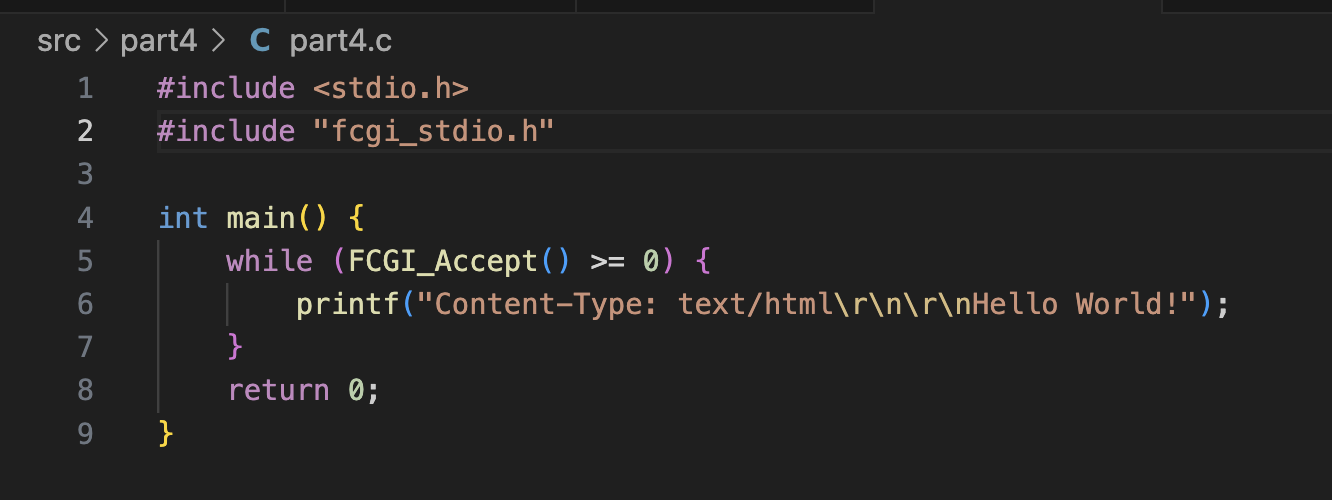 src > part4 > C part4.c
1 #include <stdio.h>
2 #include "fcgi_stdio.h"
3
4 int main() {
5     while (FCGI_Accept() >= 0) {
6         printf("Content-Type: text/html\r\n\r\nHello World!");
7     }
8     return 0;
9 }